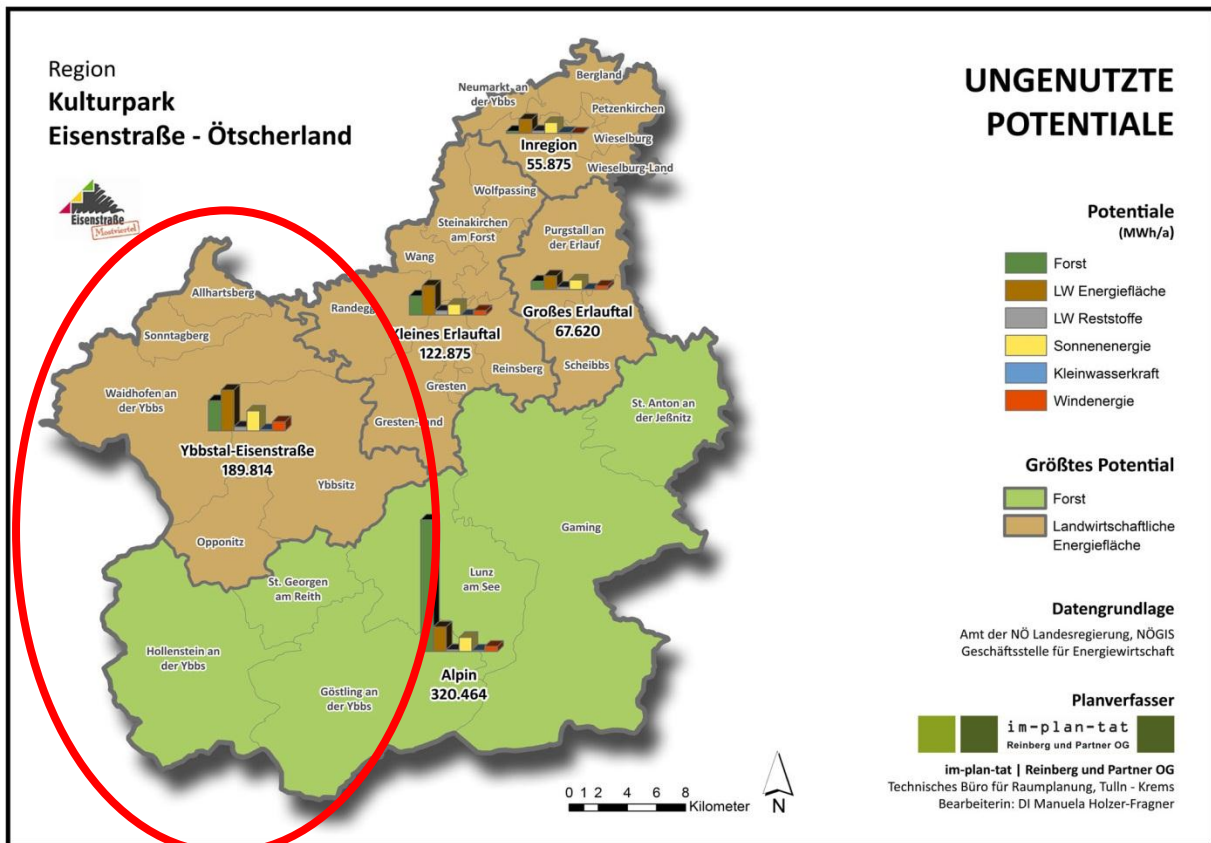 Region
Kulturpark
Eisenstraße - Ötscherland
Eisenstraße
Mostviertel
UNGENUTZTE
POTENTIALE
Potentiale
(MWh/a)
Forst
LW Energiefläche
LW Reststoffe
Sonnenenergie
Kleinwasserkraft
Windenergie
Größtes Potential
Forst
Landwirtschaftliche
Energiefläche
Datengrundlage
Amt der NÖ Landesregierung, NÖGIS
Geschäftsstelle für Energiewirtschaft
Planverfasser
im-plan-tat
Reinberg und Partner OG
im-plan-tat | Reinberg und Partner OG
Technisches Büro für Raumplanung, Tulln - Krems
Bearbeiterin: DI Manuela Holzer-Fragner
Bergland
Neumarkt an
der Ybbs
Petzenkirchen
Inregion
55.875
Wieselburg
Wieselburg-Land
Wolfpassing
Steinakirchen
am Forst
Purgstall an
der Erlauf
Wang
Allhartsberg
Randegg
Großes Erlauftal
67.620
Kleines Erlauftal
122.875
Sonntagberg
Reinsberg
Scheibbs
Gresten
Waidhofen an
der Ybbs
St. Anton an
der Jeßnitz
Gresten-Land
Ybbstal-Eisenstraße
189.814
Ybbsitz
Gaming
Opponitz
St. Georgen
am Reith
Lunz
am See
Hollenstein an
der Ybbs
Alpin
320.464
Göstling an
der Ybbs
0 1 2 4 6 8
Kilometer
N